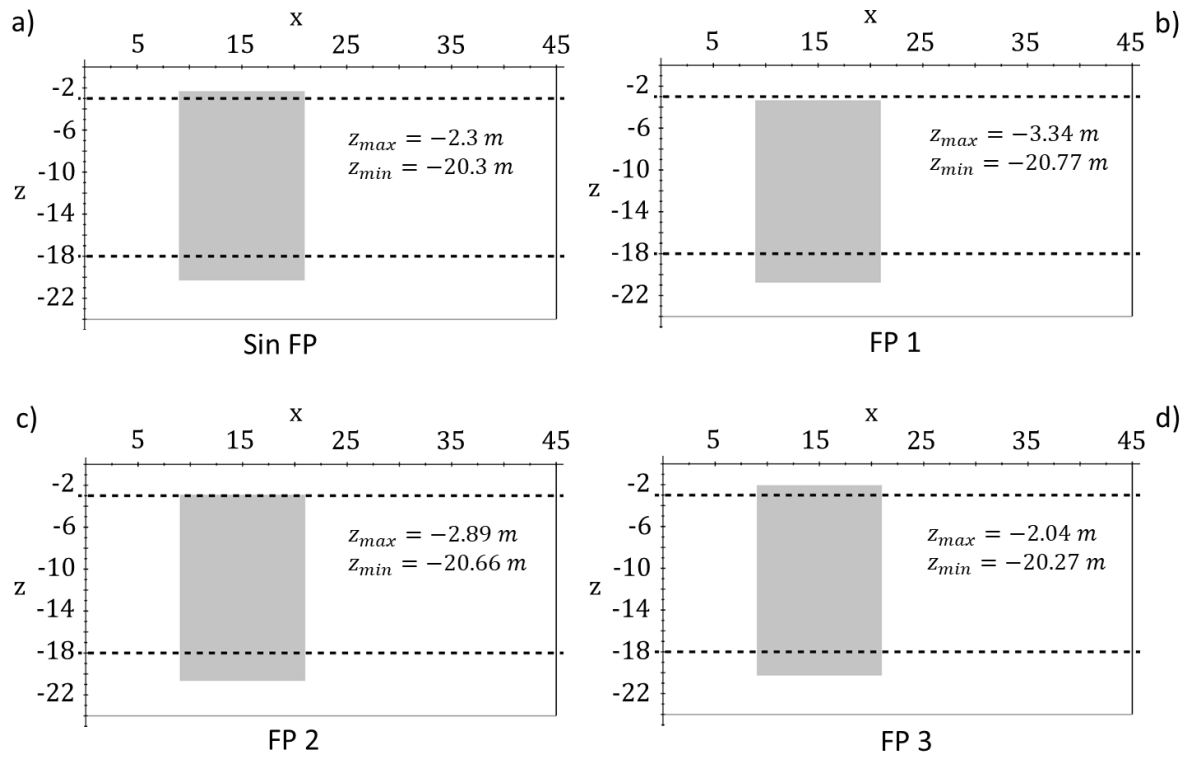 a)
x
5 15 25 35 45
-2
-6
-10
z
-14
-18
-22
z_max = −2.3 m
z_min = −20.3 m
Sin FP
b)
x
5 15 25 35 45
-2
-6
-10
z
-14
-18
-22
z_max = −3.34 m
z_min = −20.77 m
FP 1
c)
x
5 15 25 35 45
-2
-6
-10
z
-14
-18
-22
z_max = −2.89 m
z_min = −20.66 m
FP 2
d)
x
5 15 25 35 45
-2
-6
-10
z
-14
-18
-22
z_max = −2.04 m
z_min = −20.27 m
FP 3